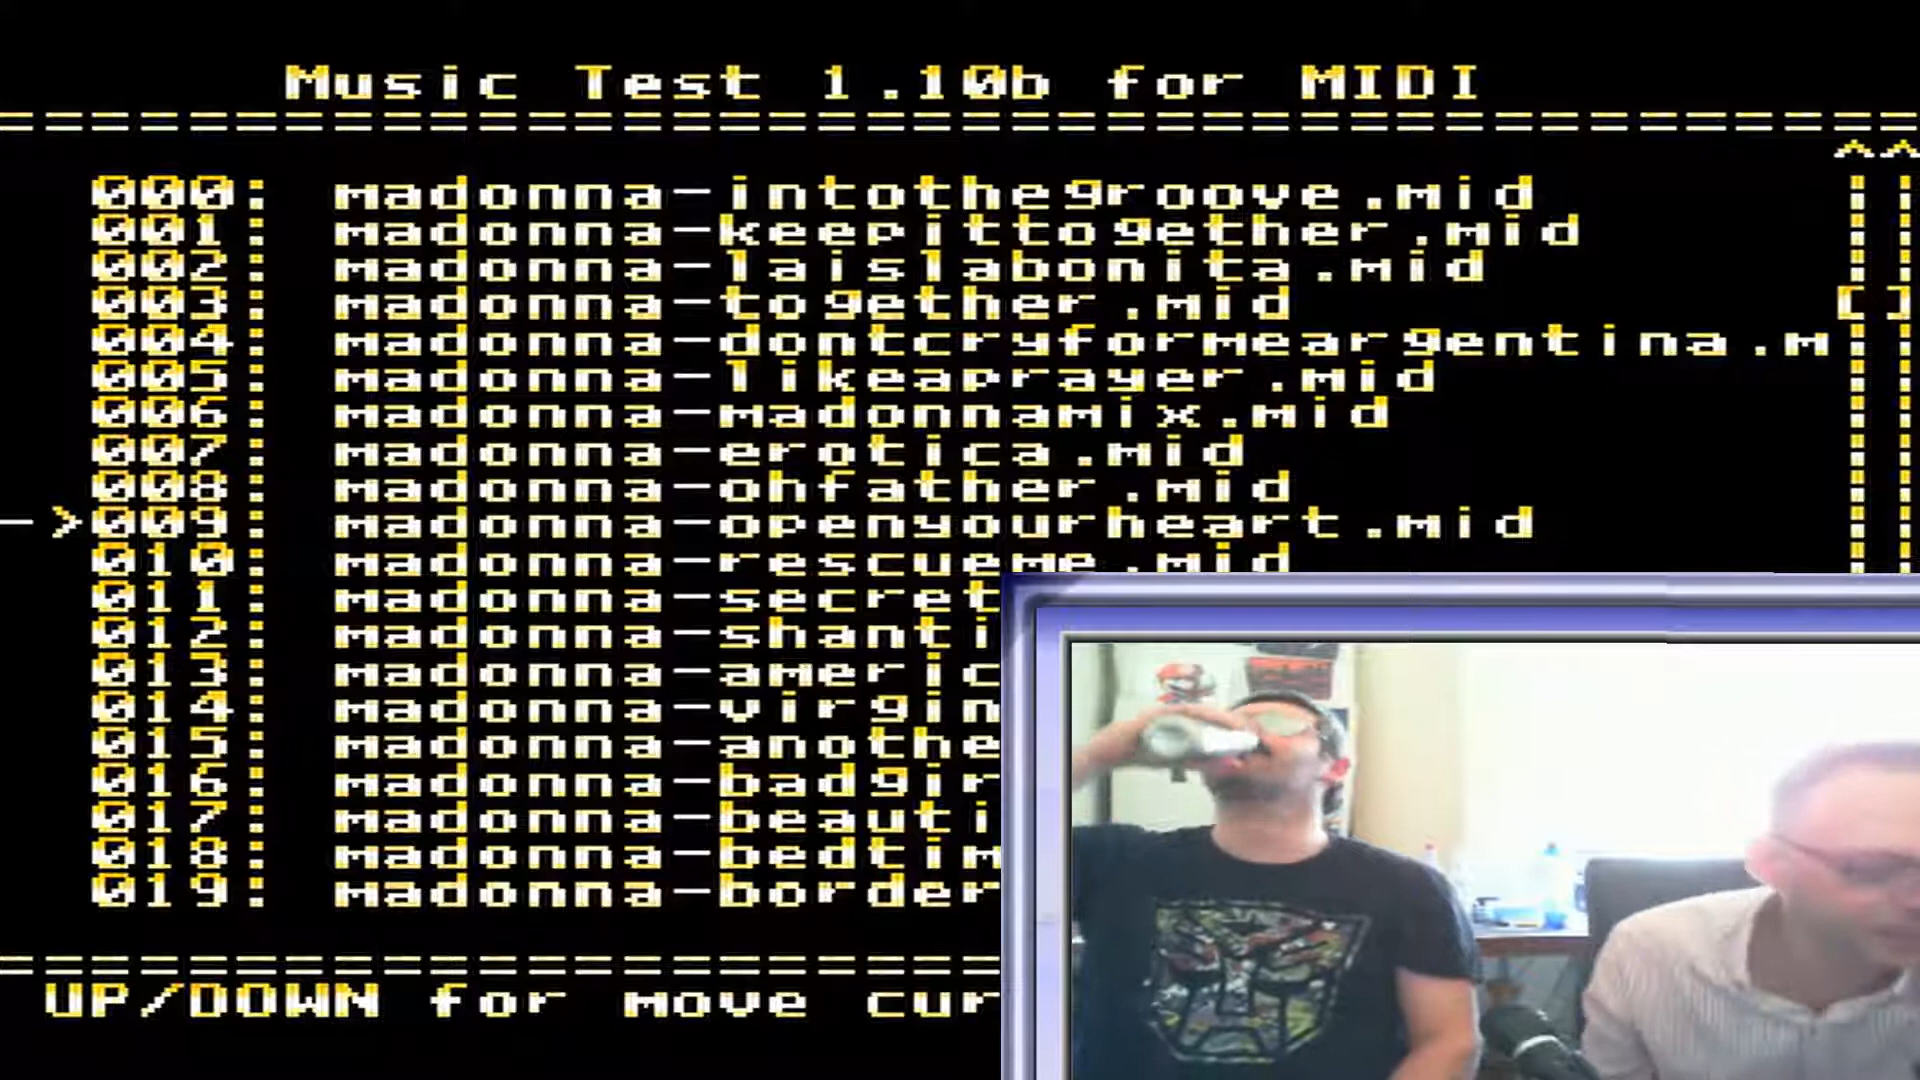 Music Test 1.10b for MIDI
========================================
^^
000: madonna-intothegroove.mid ||
001: madonna-keepittogether.mid ||
002: madonna-laislabonita.mid ||
003: madonna-together.mid []
004: madonna-dontcryformeargentina.m||
005: madonna-likeaprayer.mid ||
006: madonna-madonnamix.mid ||
007: madonna-erotica.mid ||
008: madonna-ohfather.mid ||
->009: madonna-openyourheart.mid ||
010: madonna-rescueme.mid ||
011: madonna-secret
012: madonna-shanti
013: madonna-americ
014: madonna-virgin
015: madonna-anothe
016: madonna-badgir
017: madonna-beauti
018: madonna-bedtim
019: madonna-border
=====================
UP/DOWN for move cur